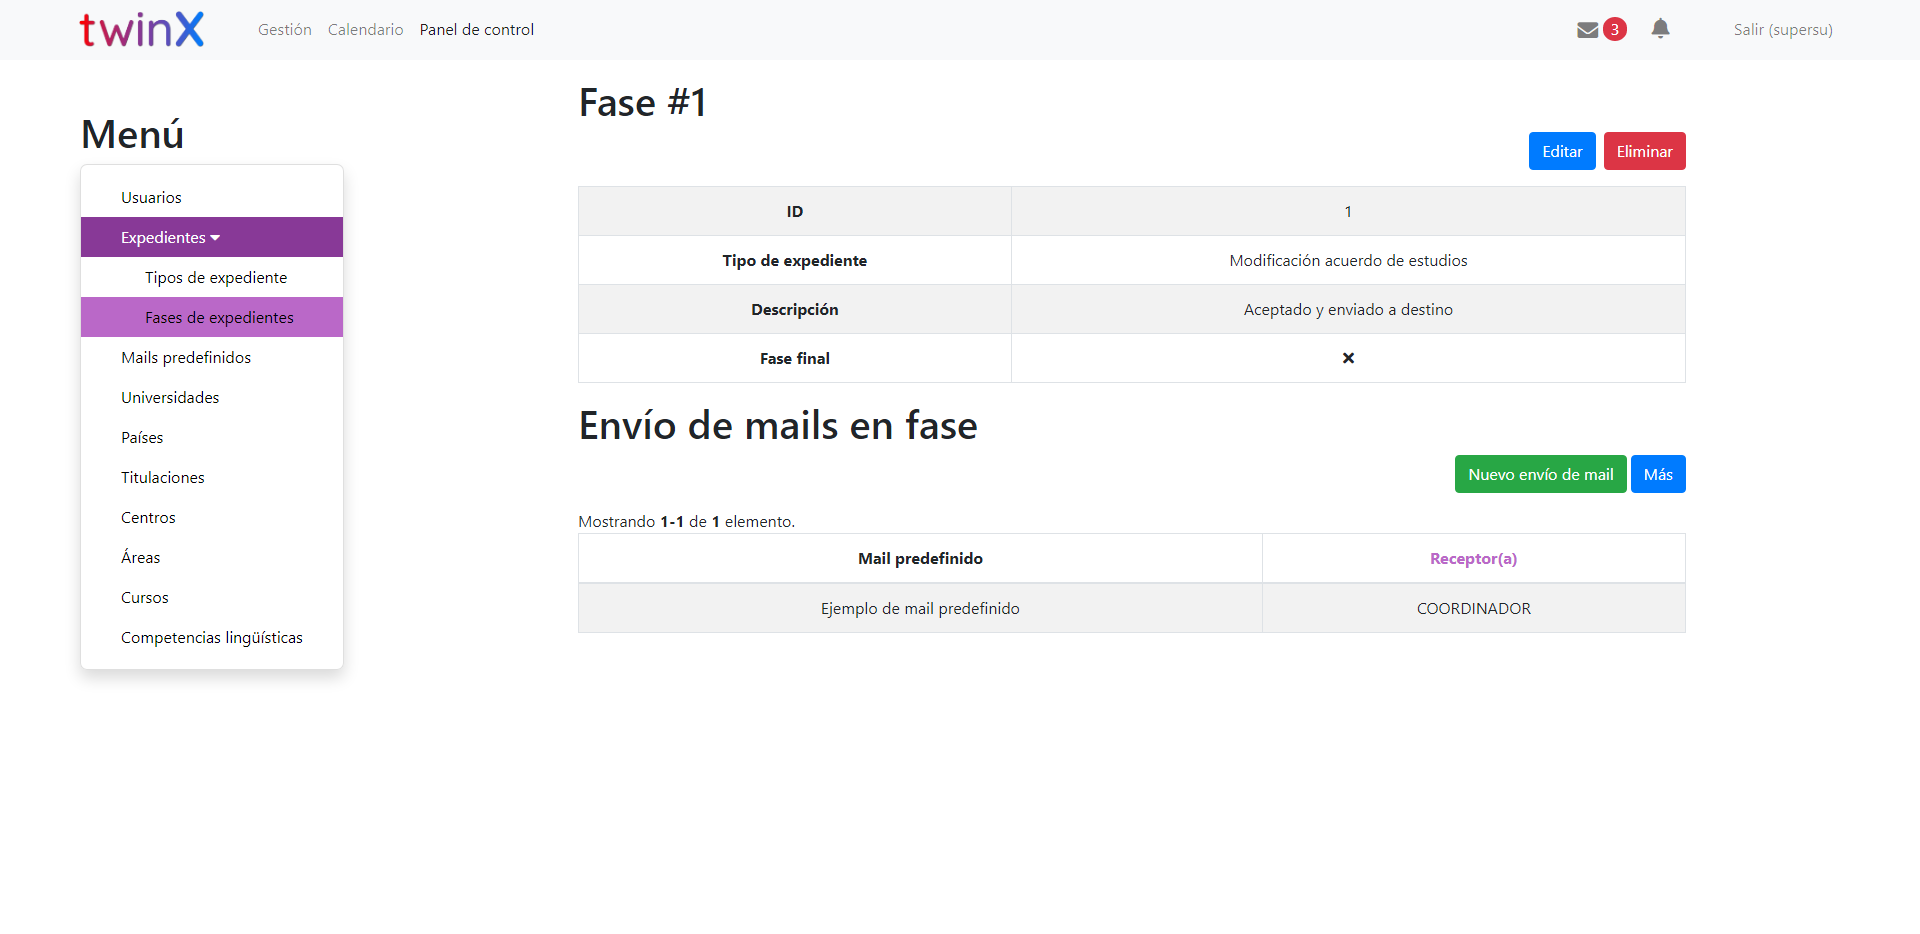 twinX Gestión Calendario Panel de control 3 Salir (supersu)
Menú
Usuarios
Expedientes
Tipos de expediente
Fases de expedientes
Mails predefinidos
Universidades
Países
Titulaciones
Centros
Áreas
Cursos
Competencias lingüísticas
Fase #1
Editar Eliminar
ID 1
Tipo de expediente Modificación acuerdo de estudios
Descripción Aceptado y enviado a destino
Fase final
Envío de mails en fase
Nuevo envío de mail Más
Mostrando 1-1 de 1 elemento.
Mail predefinido Receptor(a)
Ejemplo de mail predefinido COORDINADOR